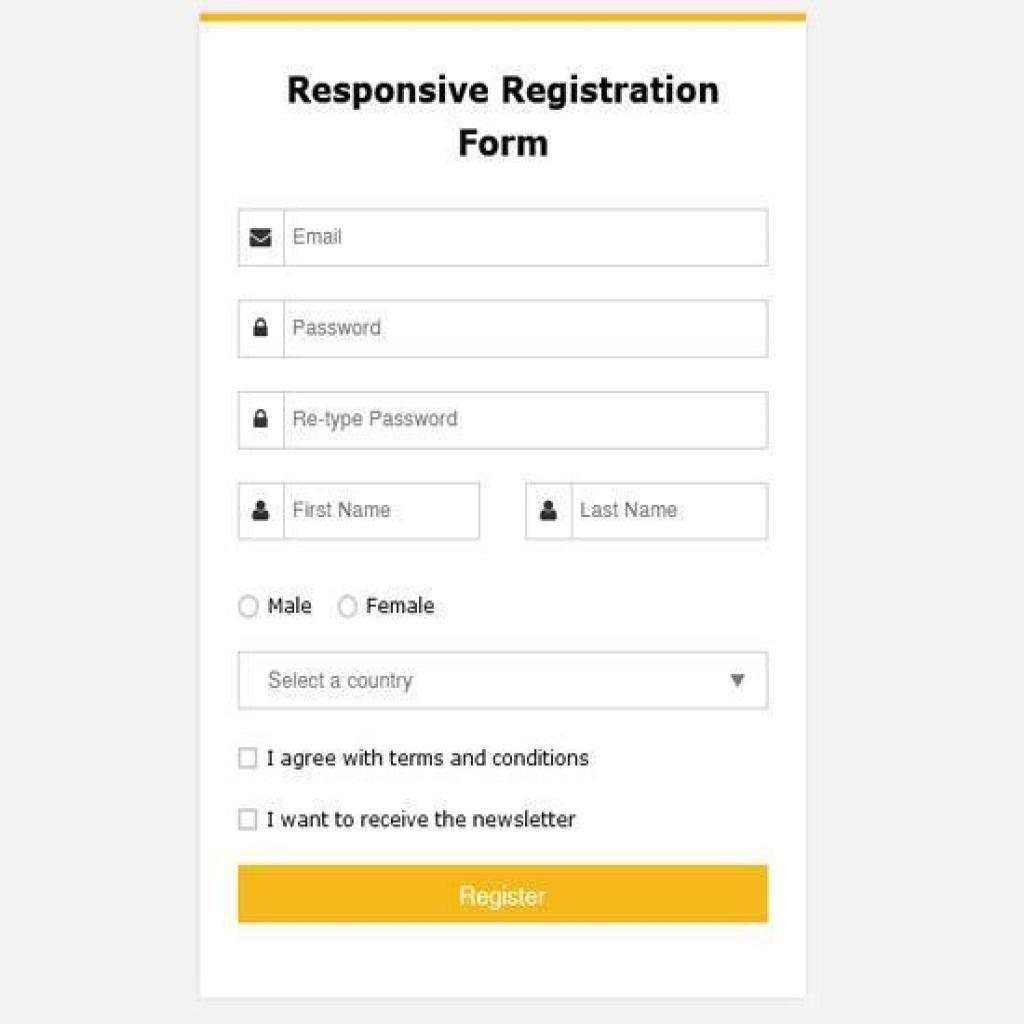 Responsive Registration
Form
Email
Password
Re-type Password
First Name
Last Name
Male
Female
Select a country
I agree with terms and conditions
I want to receive the newsletter
Register